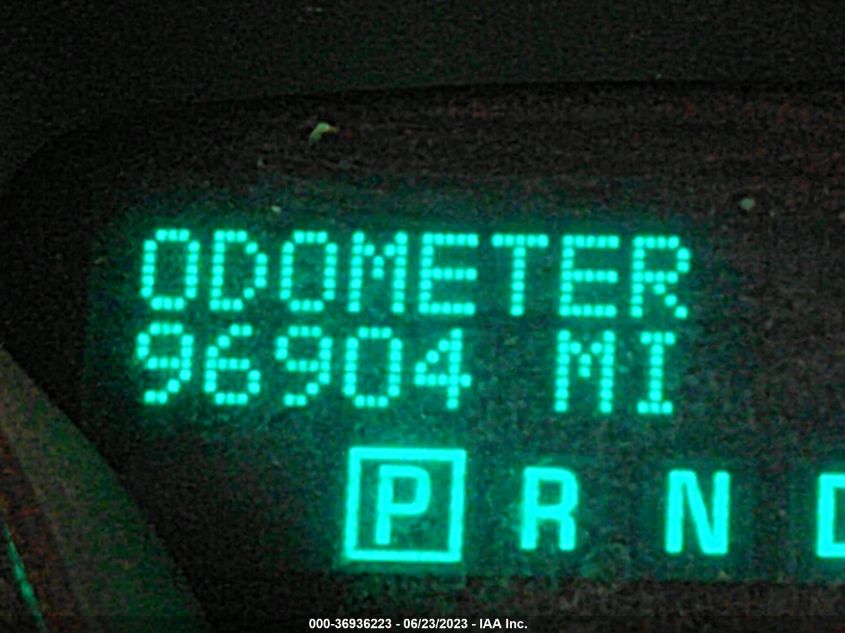 ODOMETER
96904 MI
P R N
000-36936223 - 06/23/2023 - IAA Inc.